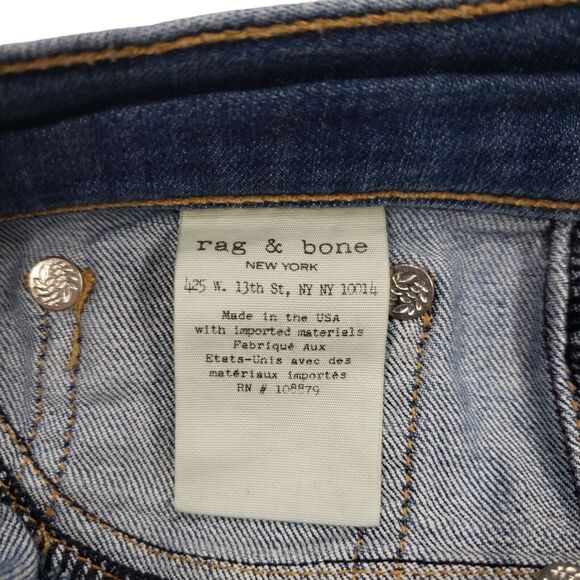 rag & bone
NEW YORK
425 W. 13th St, NY NY 10014
Made in the USA
with imported materials
Fabriqué Aux
Etats-Unis avec des
matériaux importés
RN # 108879